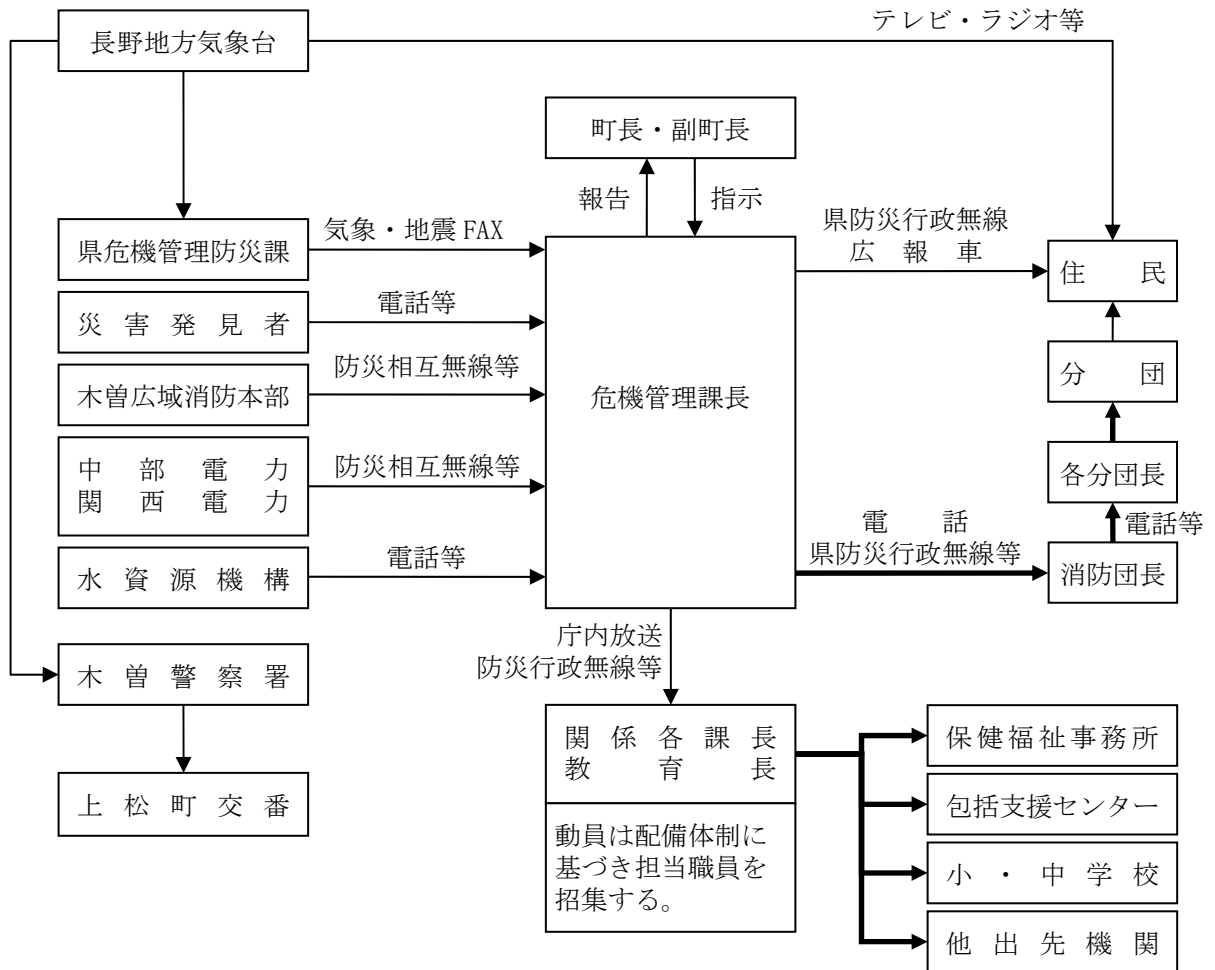 長野地方気象台
テレビ・ラジオ等
町長・副町長
報告
指示
県危機管理防災課
気象・地震 FAX
県防災行政無線
広報車
住民
災害発見者
電話等
木曽広域消防本部
防災相互無線等
危機管理課長
分団
中部電力
関西電力
防災相互無線等
各分団長
電話等
水資源機構
電話等
電話
県防災行政無線等
消防団長
庁内放送
防災行政無線等
木曽警察署
上松町交番
関係各課長
教育長
動員は配備体制に
基づき担当職員を
招集する。
保健福祉事務所
包括支援センター
小・中学校
他出先機関